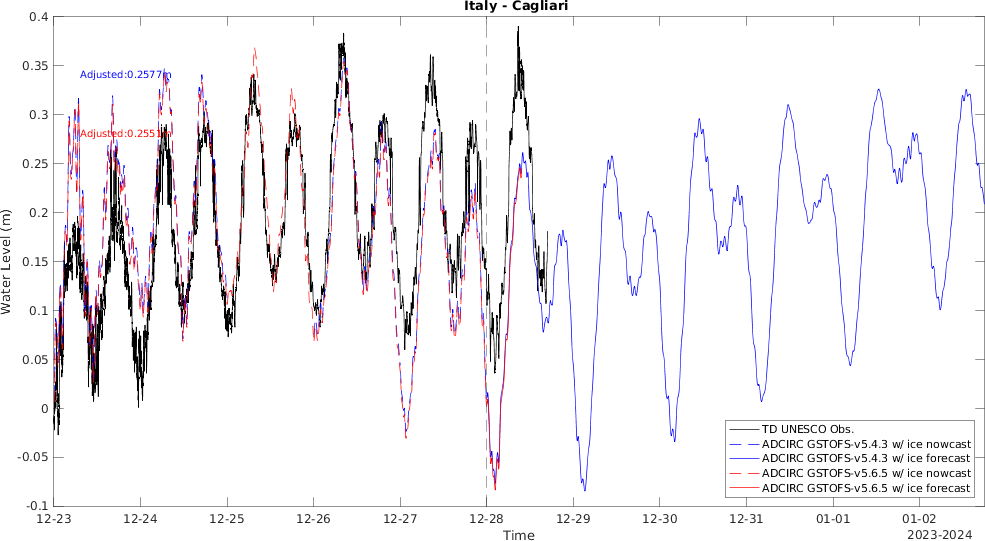 Italy - Cagliari
0.4
0.35
0.3
0.25
0.2
0.15
0.1
0.05
0
-0.05
-0.1
Water Level (m)
Adjusted:0.2577m
Adjusted:0.2551
TD UNESCO Obs.
ADCIRC GSTOFS-v5.4.3 w/ ice nowcast
ADCIRC GSTOFS-v5.4.3 w/ ice forecast
ADCIRC GSTOFS-v5.6.5 w/ ice nowcast
ADCIRC GSTOFS-v5.6.5 w/ ice forecast
12-23 12-24 12-25 12-26 12-27 12-28 12-29 12-30 12-31 01-01 01-02
Time
2023-2024